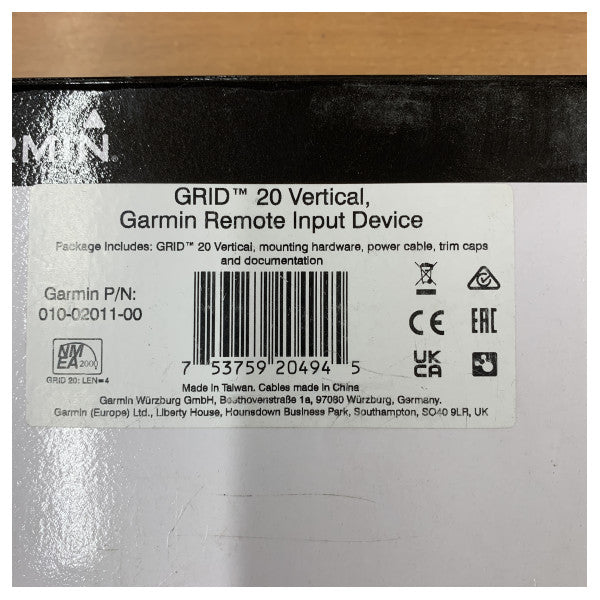 RMIN
GRID™ 20 Vertical,
Garmin Remote Input Device
Package Includes: GRID™ 20 Vertical, mounting hardware, power cable, trim caps
and documentation
Garmin P/N:
010-02011-00
NMEA 2000
GRID 20: LEN=4
7 53759 20494 5
CE EAC
UKCA
Made in Taiwan. Cables made in China
Garmin Würzburg GmbH, Beethovenstraße 1a, 97080 Würzburg, Germany.
Garmin (Europe) Ltd., Liberty House, Hounsdown Business Park, Southampton, SO40 9LR, UK